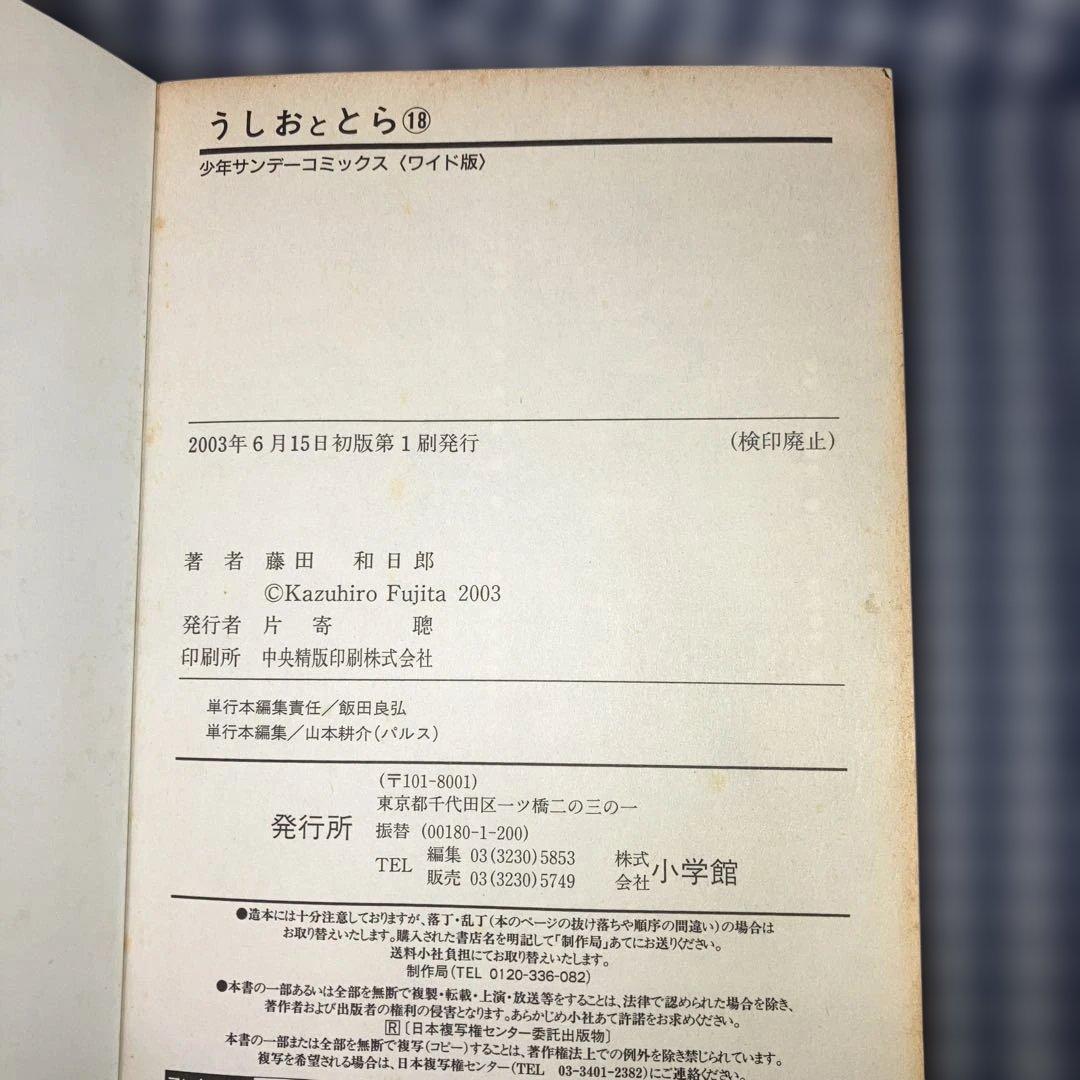 うしおととら⑱
少年サンデーコミックス〈ワイド版〉
2003年6月15日初版第1刷発行 (検印廃止)
著者 藤田 和日郎
©Kazuhiro Fujita 2003
発行者 片寄 聰
印刷所 中央精版印刷株式会社
単行本編集責任／飯田良弘
単行本編集／山本耕介(パルス)
(〒101-8001)
東京都千代田区一ツ橋二の三の一
発行所 振替 (00180-1-200)
TEL 編集 03(3230)5853
販売 03(3230)5749
株式会社 小学館
●造本には十分注意しておりますが、落丁・乱丁(本のページの抜け落ちや順序の間違い)の場合は
お取り替えいたします。購入された書店名を明記して「制作局」あてにお送りください。
送料小社負担にてお取り替えいたします。
制作局(TEL 0120-336-082)
●本書の一部あるいは全部を無断で複製・転載・上演・放送等をすることは、法律で認められた場合を除き、
著作者および出版者の権利の侵害となります。あらかじめ小社あて許諾をお求めください。
R[日本複写権センター委託出版物]
本書の一部または全部を無断で複写(コピー)することは、著作権法上での例外を除き禁じられています。
複写を希望される場合は、日本複写権センター(TEL 03-3401-2382)にご連絡ください。